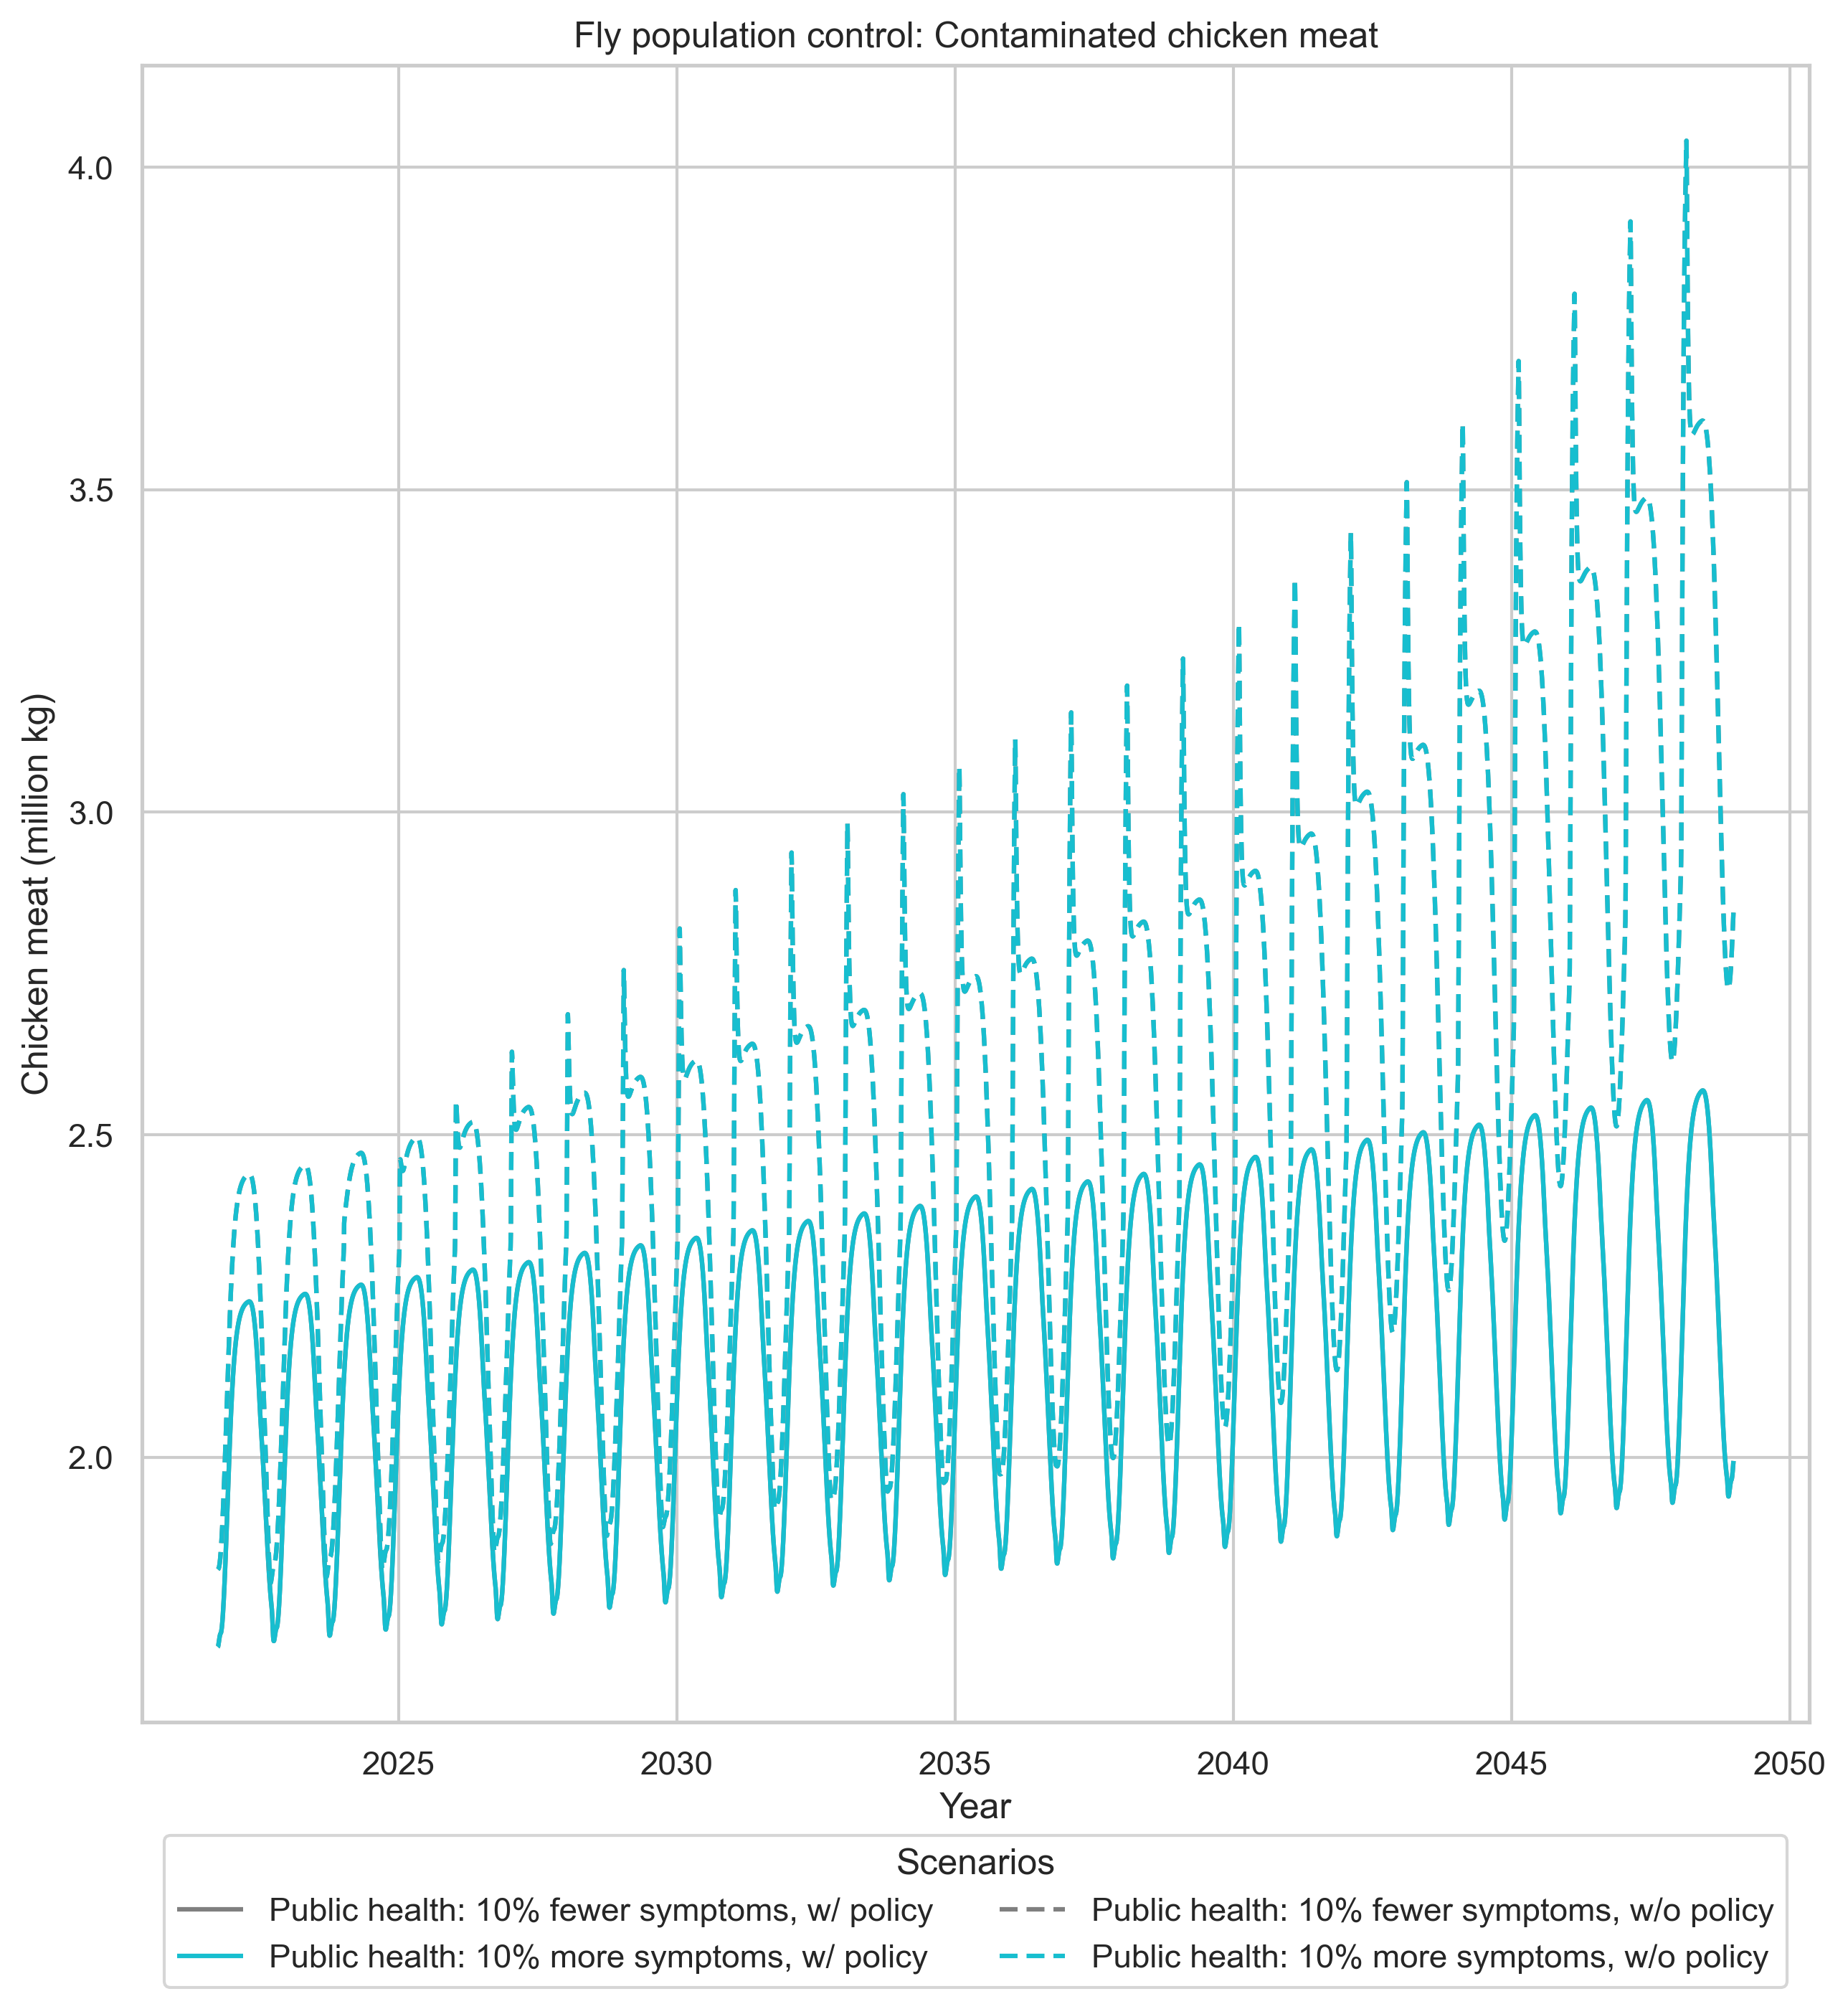 Fly population control: Contaminated chicken meat
Chicken meat (million kg)
4.0
3.5
3.0
2.5
2.0
2025 2030 2035 2040 2045 2050
Year
Scenarios
Public health: 10% fewer symptoms, w/ policy
Public health: 10% more symptoms, w/ policy
Public health: 10% fewer symptoms, w/o policy
Public health: 10% more symptoms, w/o policy